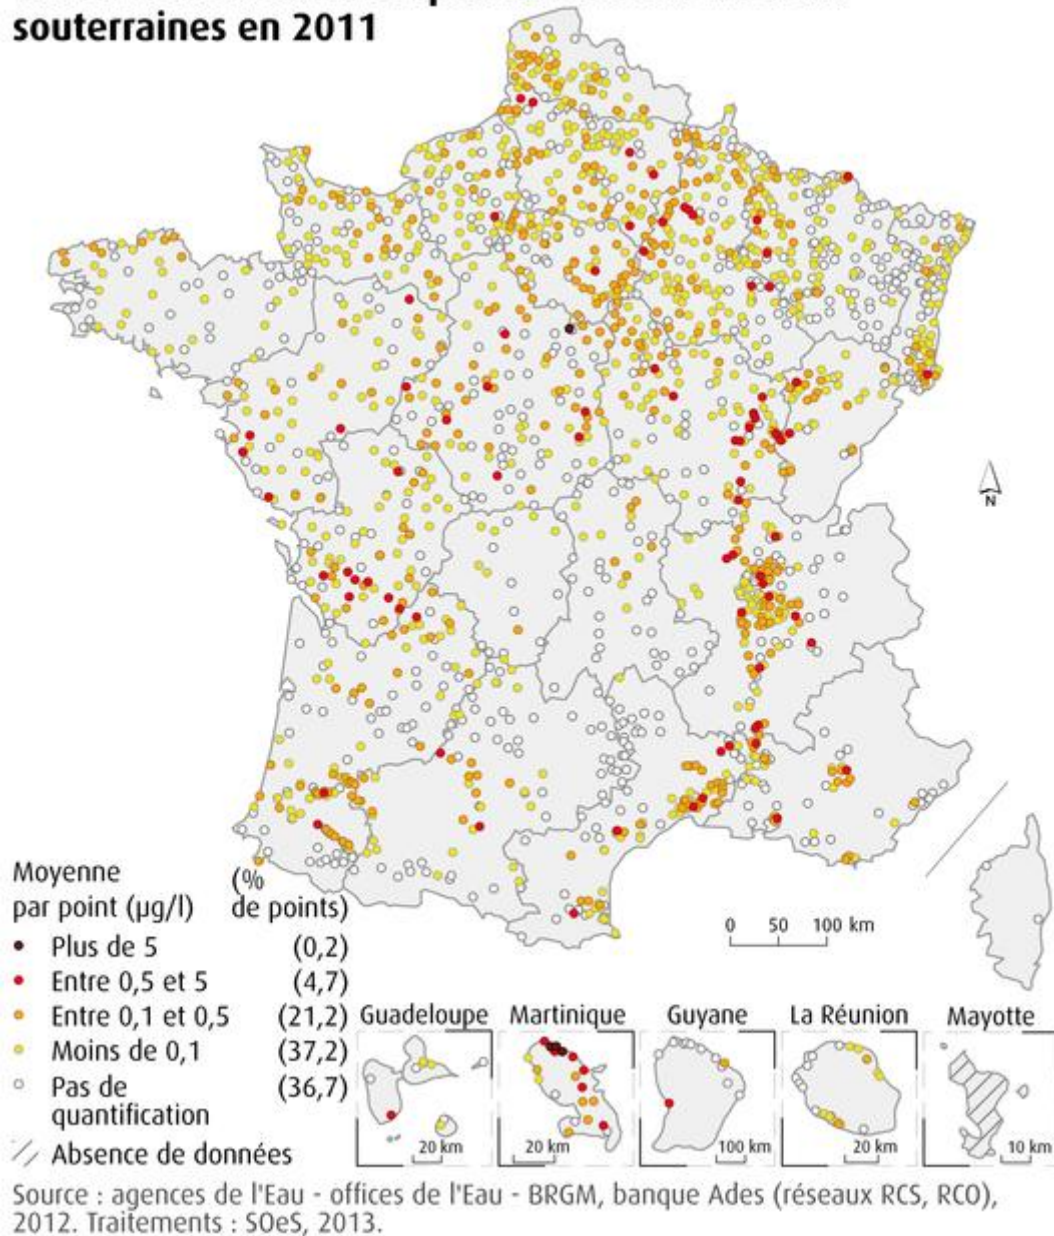 souterraines en 2011
N
Moyenne (%
par point (µg/l) de points)
Plus de 5 (0,2)
Entre 0,5 et 5 (4,7)
Entre 0,1 et 0,5 (21,2)
Moins de 0,1 (37,2)
Pas de (36,7)
quantification
Absence de données
0 50 100 km
Guadeloupe Martinique Guyane La Réunion Mayotte
20 km 20 km 100 km 20 km 10 km
Source : agences de l'Eau - offices de l'Eau - BRGM, banque Ades (réseaux RCS, RCO),
2012. Traitements : SOeS, 2013.